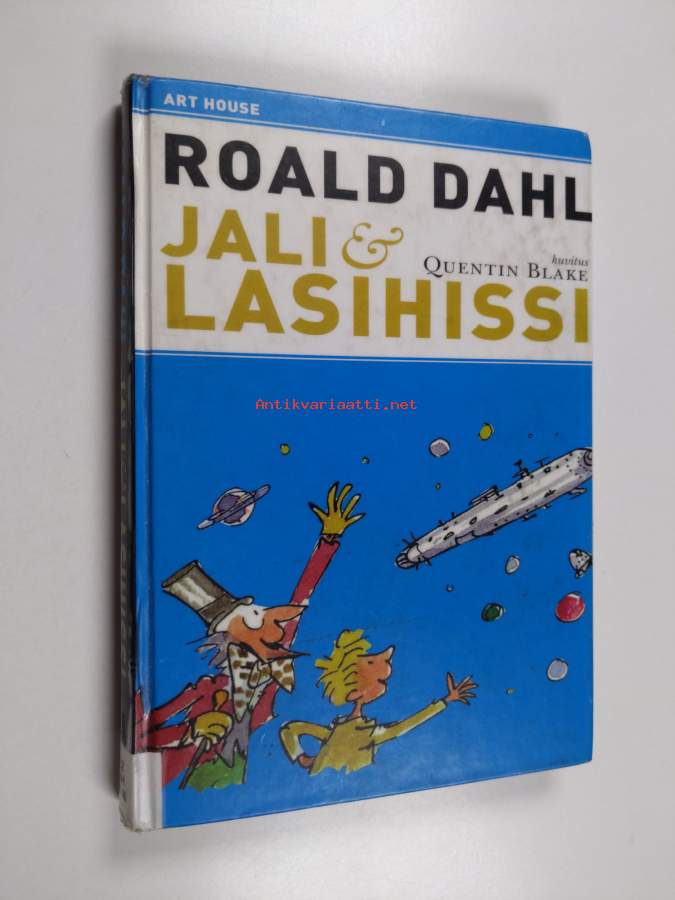 ART HOUSE
ROALD DAHL
JALI &
kuvitus
QUENTIN BLAKE
LASIHISSI
Antikvariaatti.net